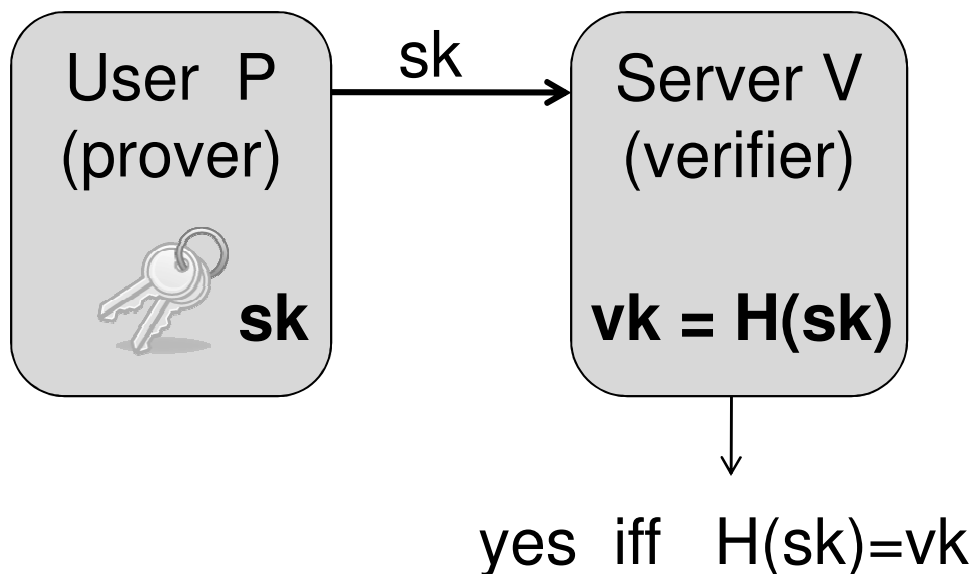 User P
(prover)
sk
sk
Server V
(verifier)
vk = H(sk)
yes iff H(sk)=vk